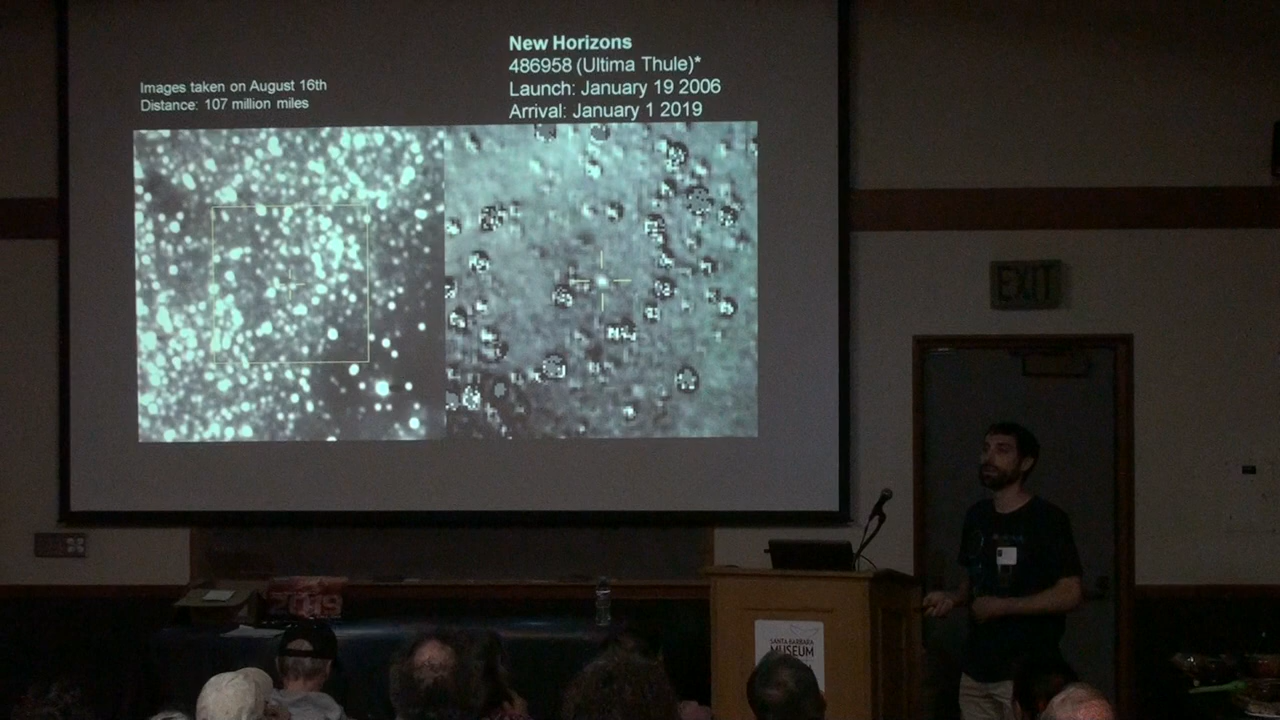 New Horizons
486958 (Ultima Thule)*
Launch: January 19 2006
Arrival: January 1 2019
Images taken on August 16th
Distance: 107 million miles
EXIT
2019
SANTA BARBARA
MUSEUM